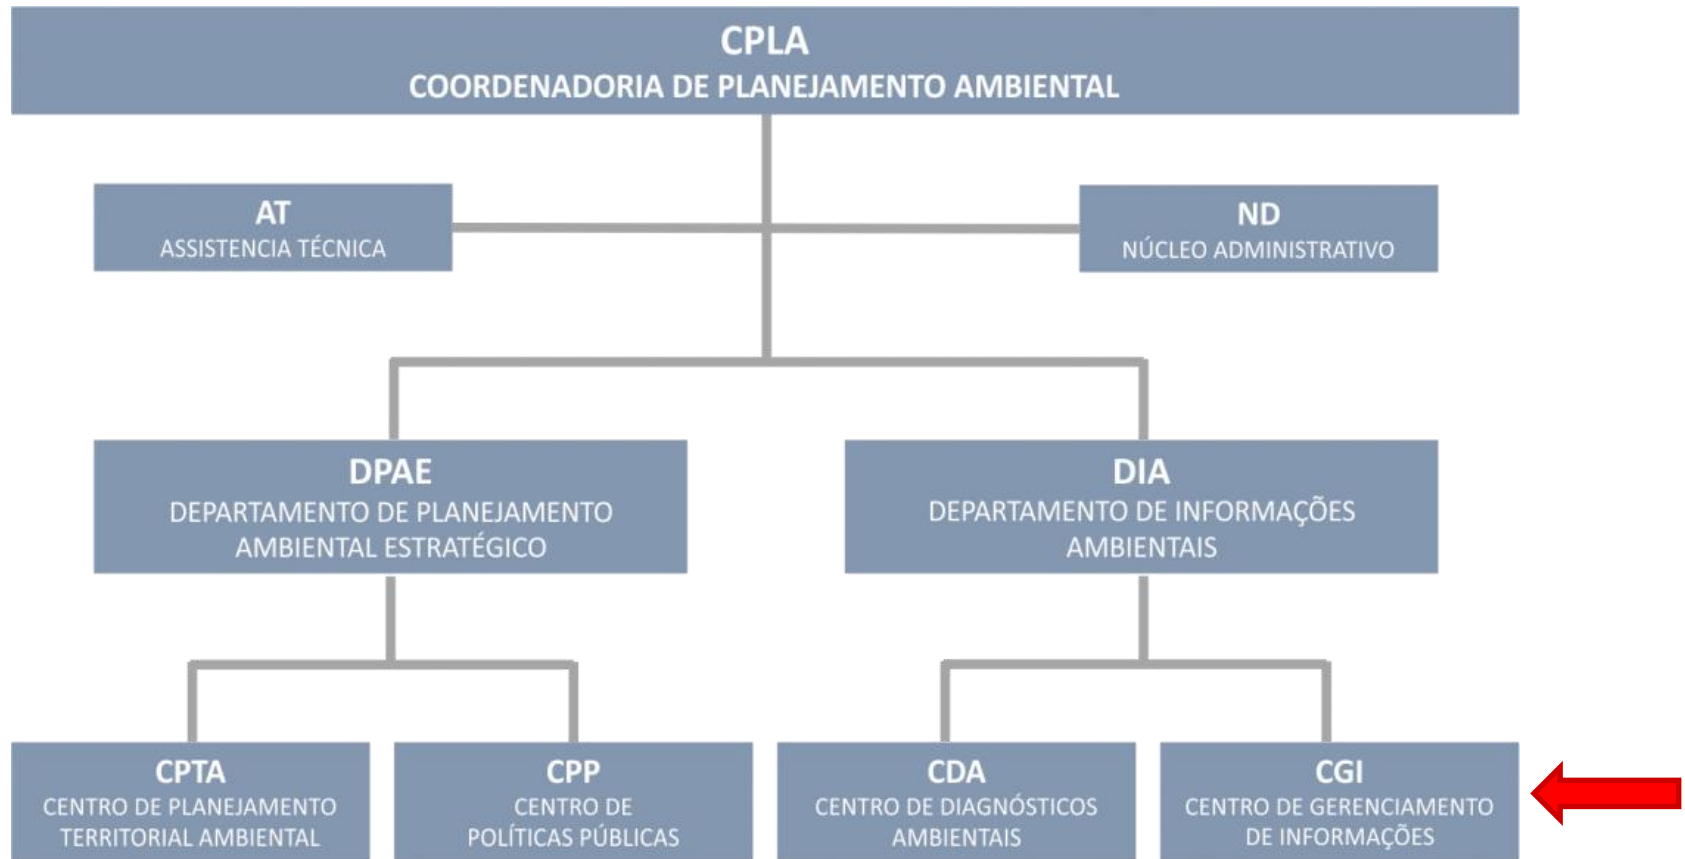 CPLA
COORDENADORIA DE PLANEJAMENTO AMBIENTAL
AT
ASSISTENCIA TÉCNICA
ND
NÚCLEO ADMINISTRATIVO
DPAE
DEPARTAMENTO DE PLANEJAMENTO
AMBIENTAL ESTRATÉGICO
DIA
DEPARTAMENTO DE INFORMAÇÕES
AMBIENTAIS
CPTA
CENTRO DE PLANEJAMENTO
TERRITORIAL AMBIENTAL
CPP
CENTRO DE
POLÍTICAS PÚBLICAS
CDA
CENTRO DE DIAGNÓSTICOS
AMBIENTAIS
CGI
CENTRO DE GERENCIAMENTO
DE INFORMAÇÕES